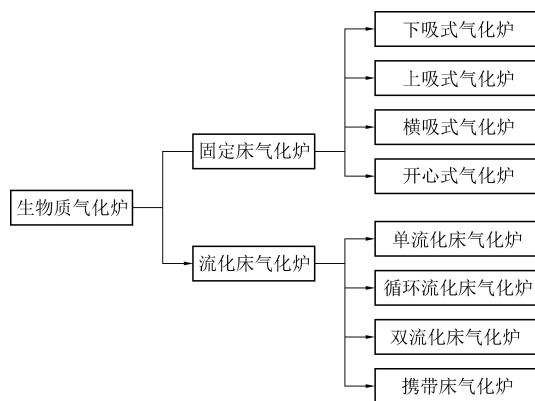 生物质气化炉
固定床气化炉
下吸式气化炉
上吸式气化炉
横吸式气化炉
开心式气化炉
流化床气化炉
单流化床气化炉
循环流化床气化炉
双流化床气化炉
携带床气化炉